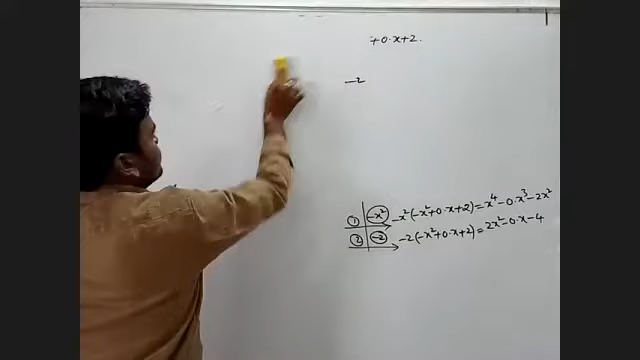 +0·x+2.
-2
① -x² -x²(-x²+0·x+2)=x⁴-0·x³-2x²
② -2 -2(-x²+0·x+2)=2x²-0·x-4